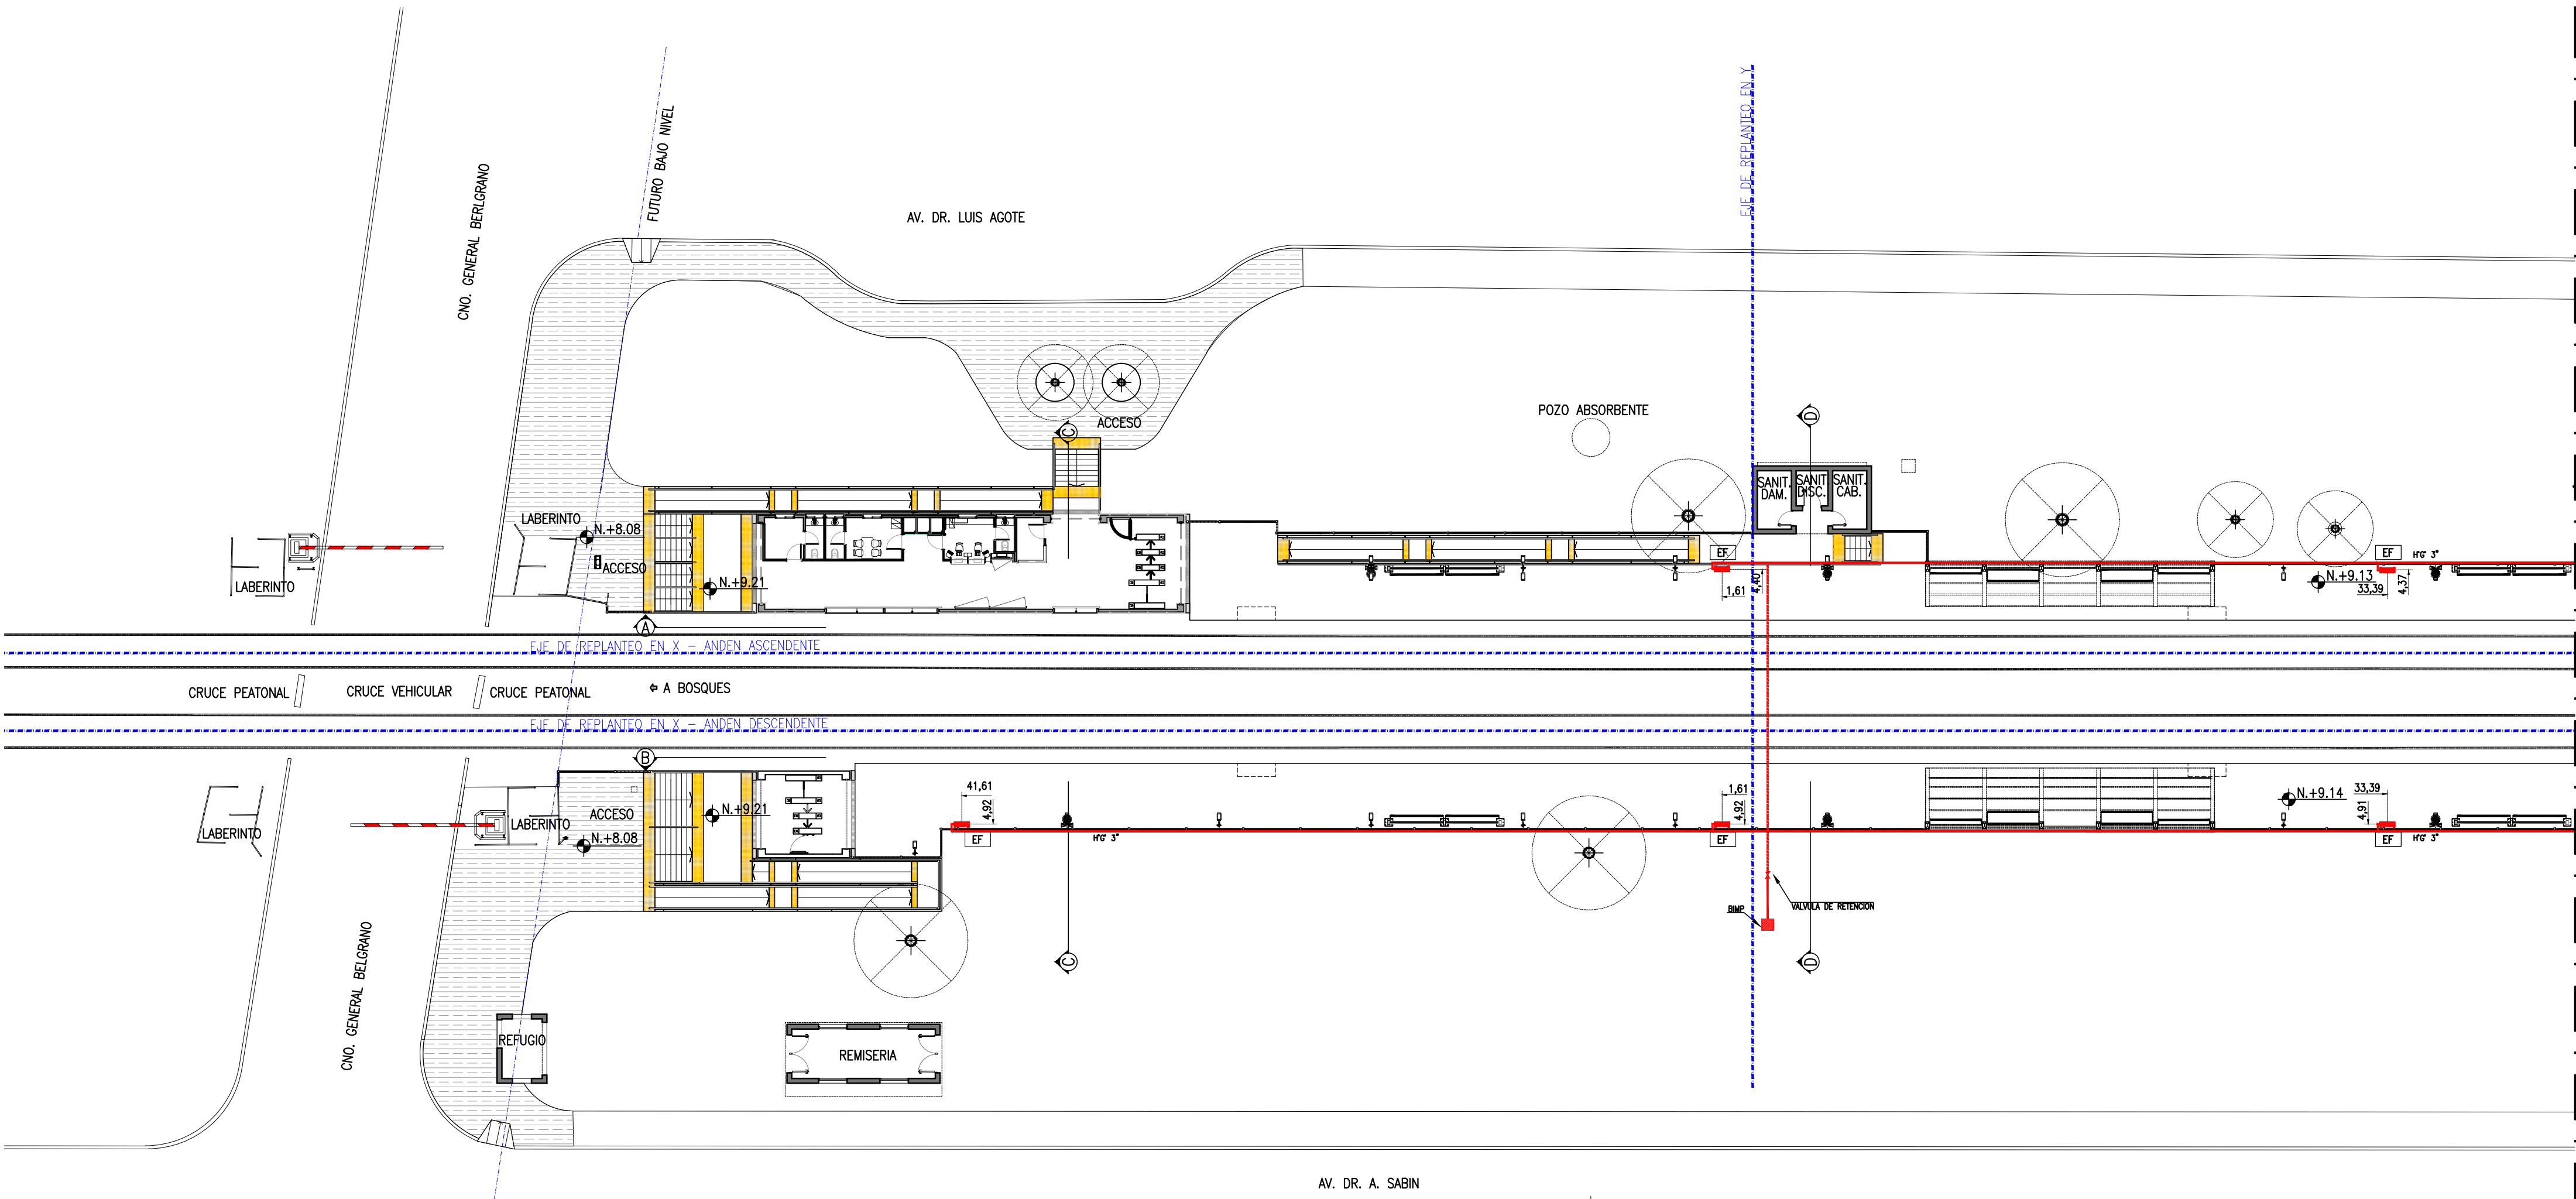 EJE DE REPLANTEO EN Y
FUTURO BAJO NIVEL
CNO. GENERAL BERLGRANO
AV. DR. LUIS AGOTE
POZO ABSORBENTE
ACCESO
C
D
SANIT.
DAM.
SANIT
DISC.
SANIT.
CAB.
LABERINTO
N.+8.08
ACCESO
LABERINTO
N.+9.21
EF
1,61
4,40
EF
H'G' 3"
N.+9.13
33,39
4,37
A
EJE DE REPLANTEO EN X - ANDEN ASCENDENTE
CRUCE PEATONAL
CRUCE VEHICULAR
CRUCE PEATONAL
A BOSQUES
EJE DE REPLANTEO EN X - ANDEN DESCENDENTE
B
41,61
4,92
1,61
4,92
N.+9.14
33,39
4,91
ACCESO
N.+9.21
LABERINTO
LABERINTO
N.+8.08
EF
H'G' 3"
EF
EF
H'G' 3"
BIMP
VALVULA DE RETENCION
C
D
CNO. GENERAL BELGRANO
REFUGIO
REMISERIA
AV. DR. A. SABIN